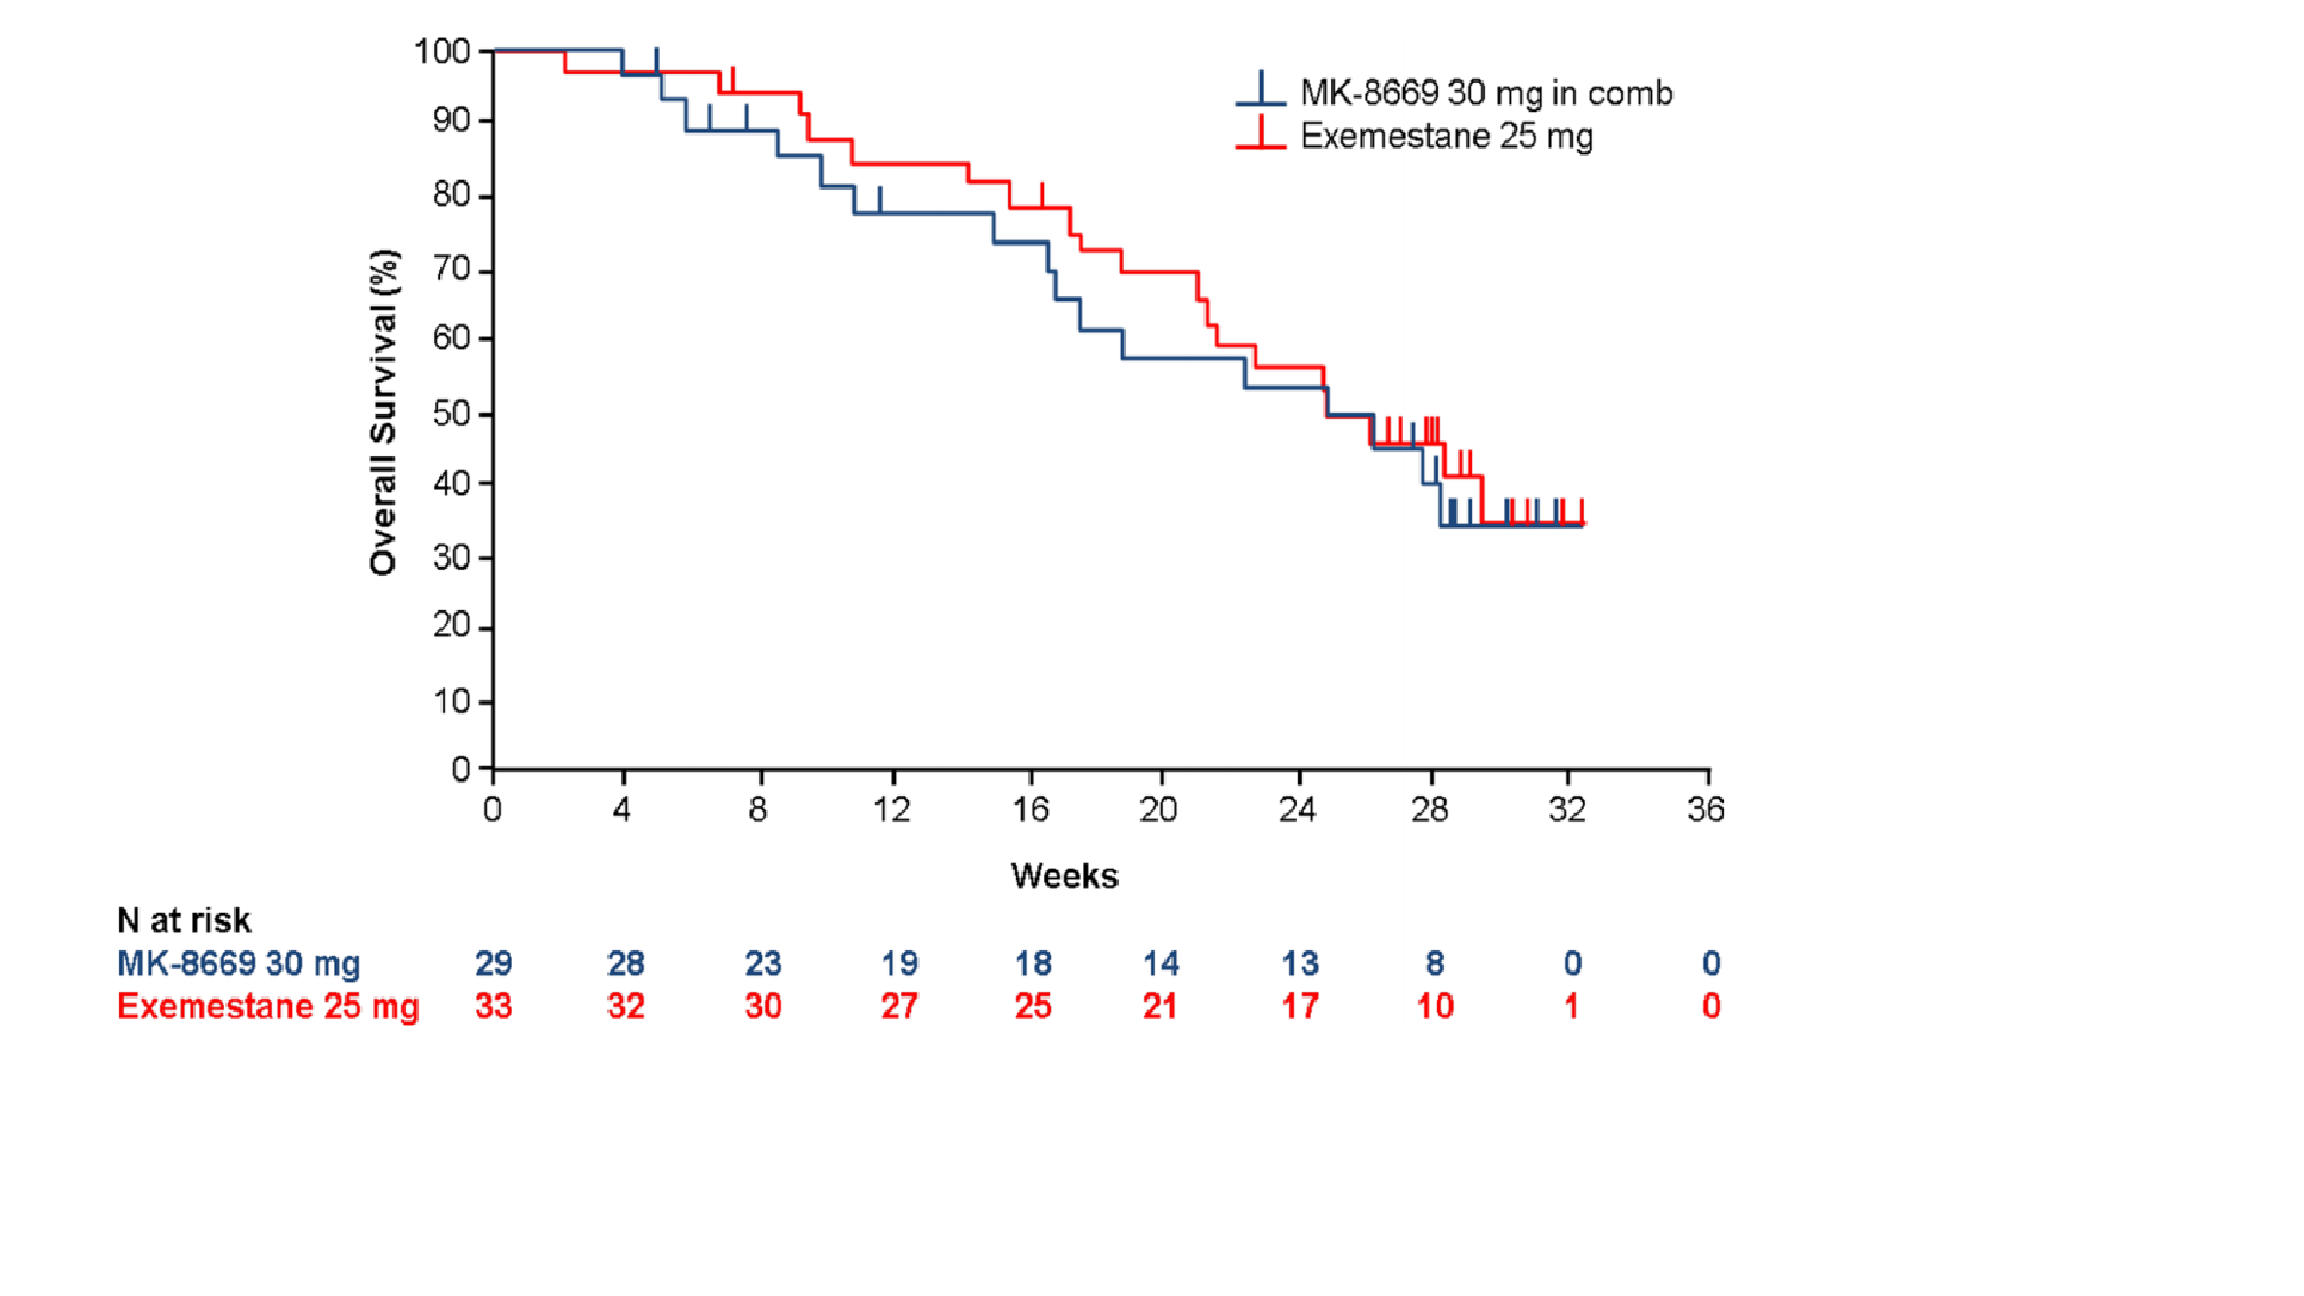 100
90
80
70
60
50
40
30
20
10
0
Overall Survival (%)
MK-8669 30 mg in comb
Exemestane 25 mg
0 4 8 12 16 20 24 28 32 36
Weeks
N at risk
MK-8669 30 mg 29 28 23 19 18 14 13 8 0 0
Exemestane 25 mg 33 32 30 27 25 21 17 10 1 0